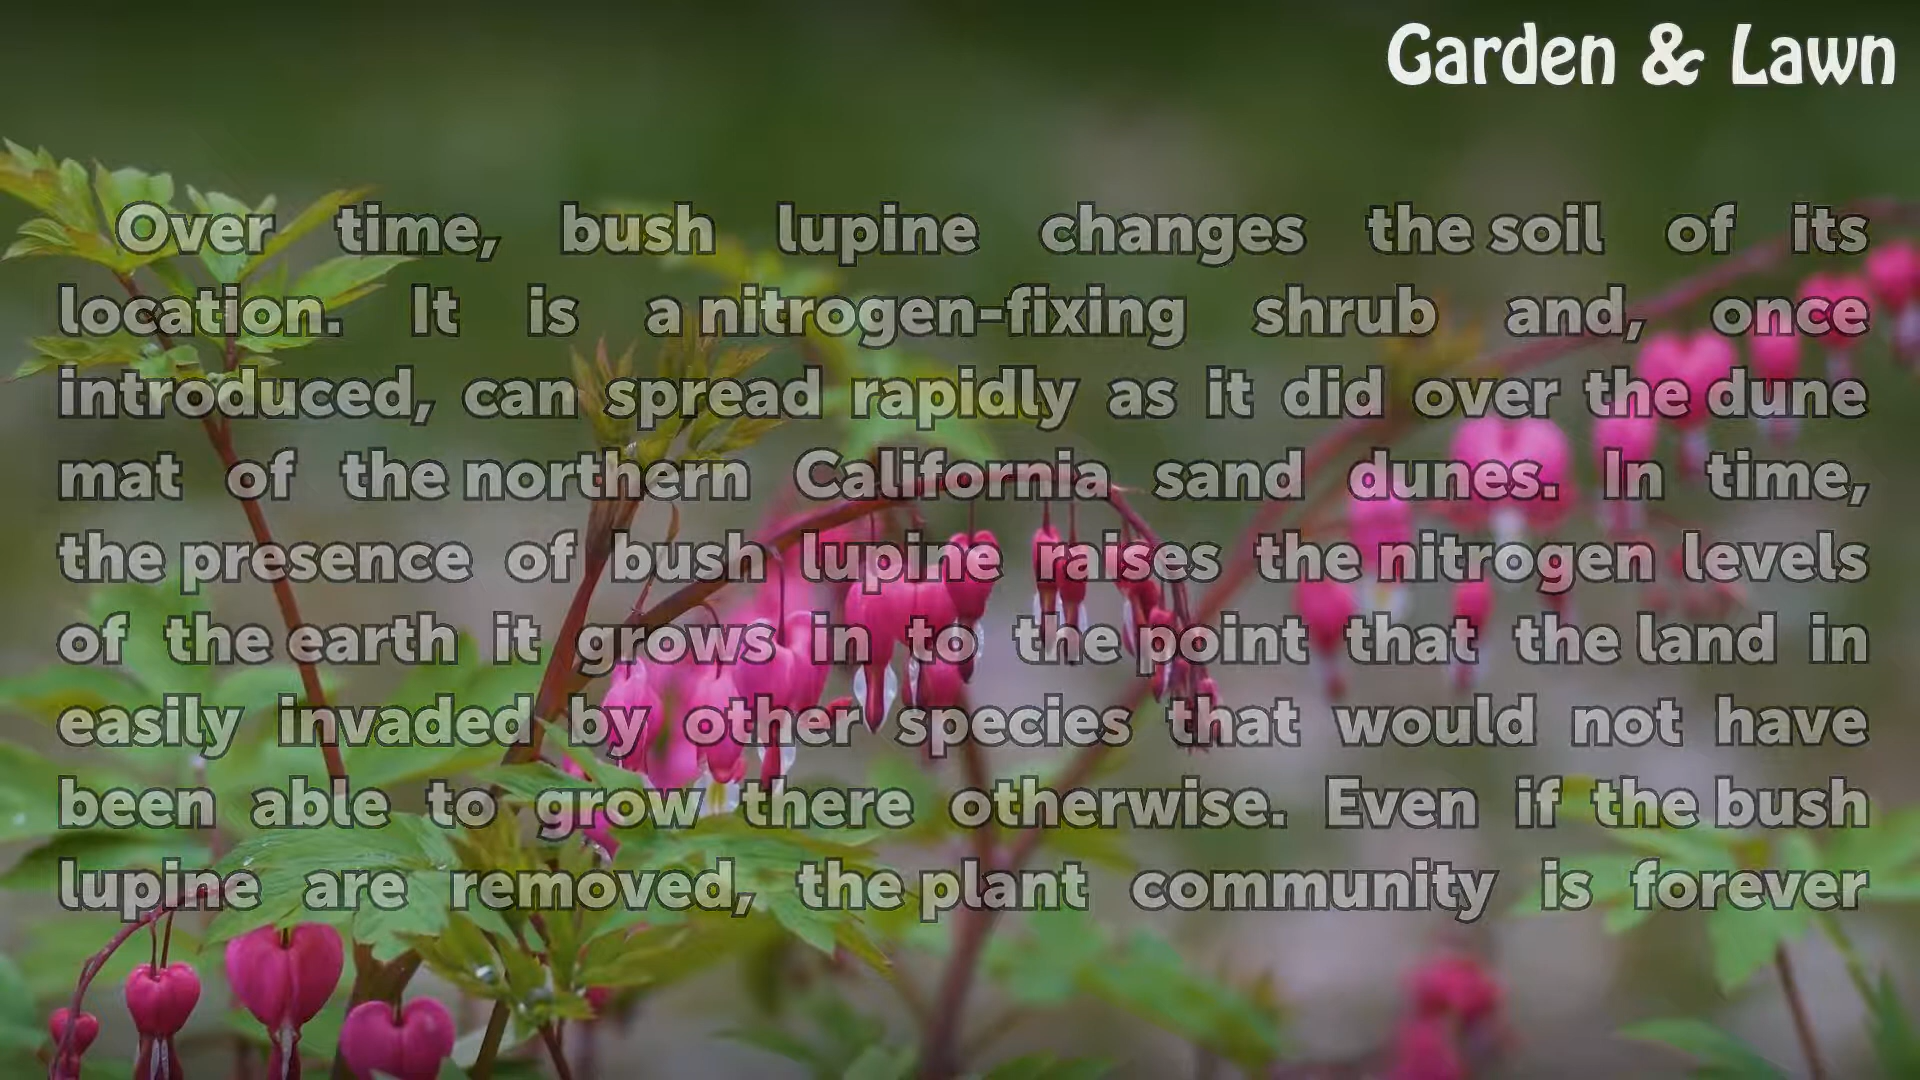 Garden & Lawn
Over time, bush lupine changes the soil of its
location. It is a nitrogen-fixing shrub and, once
introduced, can spread rapidly as it did over the dune
mat of the northern California sand dunes. In time,
the presence of bush lupine raises the nitrogen levels
of the earth it grows in to the point that the land in
easily invaded by other species that would not have
been able to grow there otherwise. Even if the bush
lupine are removed, the plant community is forever